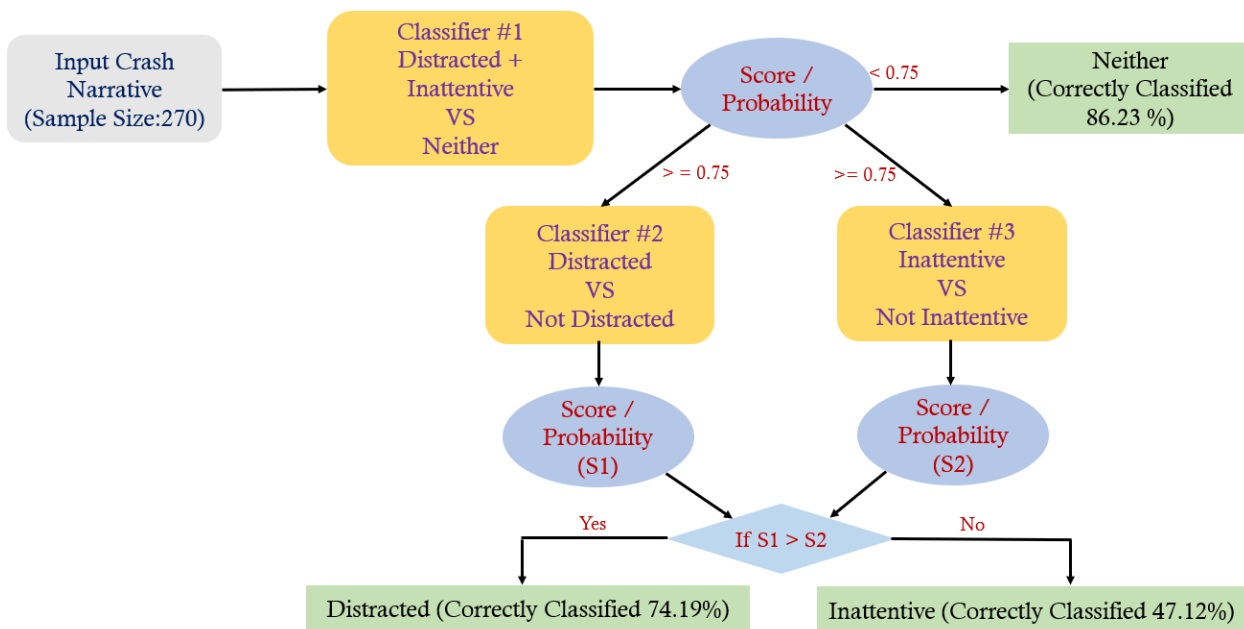 Input Crash
Narrative
(Sample Size:270)
Classifier #1
Distracted +
Inattentive
VS
Neither
Score /
Probability
< 0.75
Neither
(Correctly Classified
86.23 %)
> = 0.75
>= 0.75
Classifier #2
Distracted
VS
Not Distracted
Classifier #3
Inattentive
VS
Not Inattentive
Score /
Probability
(S1)
Score /
Probability
(S2)
Yes
If S1 > S2
No
Distracted (Correctly Classified 74.19%)
Inattentive (Correctly Classified 47.12%)